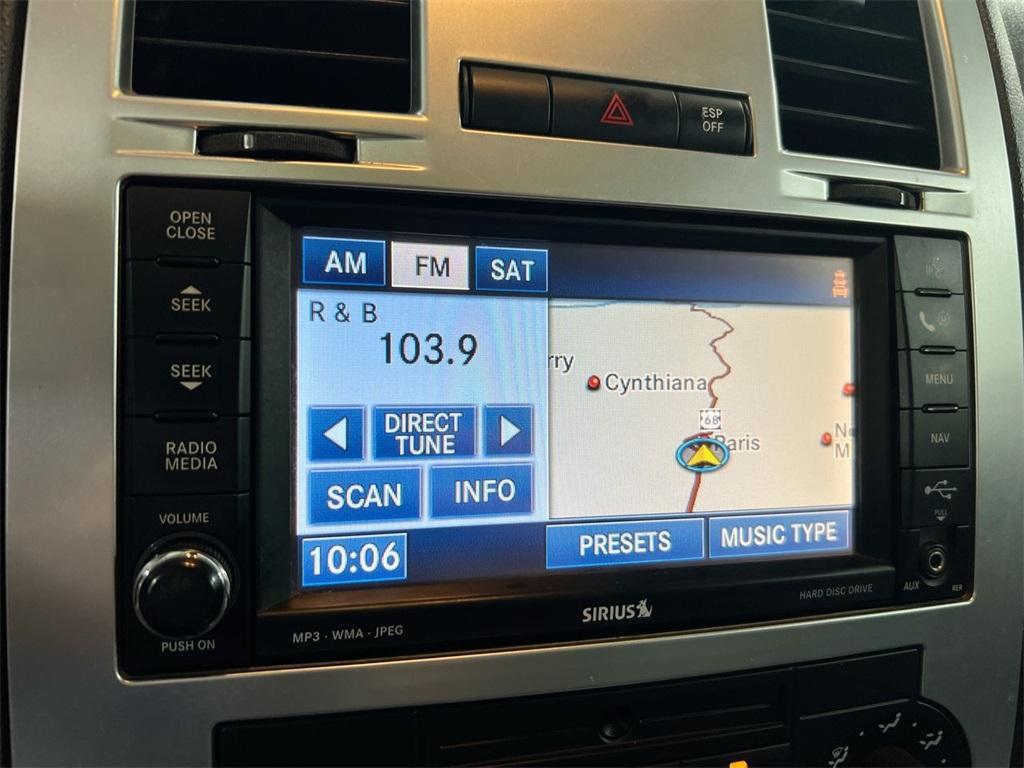 ESP
OFF
OPEN
CLOSE
SEEK
SEEK
RADIO
MEDIA
VOLUME
PUSH ON
AM
FM
SAT
R & B
103.9
DIRECT
TUNE
SCAN
INFO
10:06
rry
Cynthiana
68
Paris
N
M
PRESETS
MUSIC TYPE
MENU
NAV
PULL
AUX
MP3 · WMA · JPEG
SIRIUS
HARD DISC DRIVE